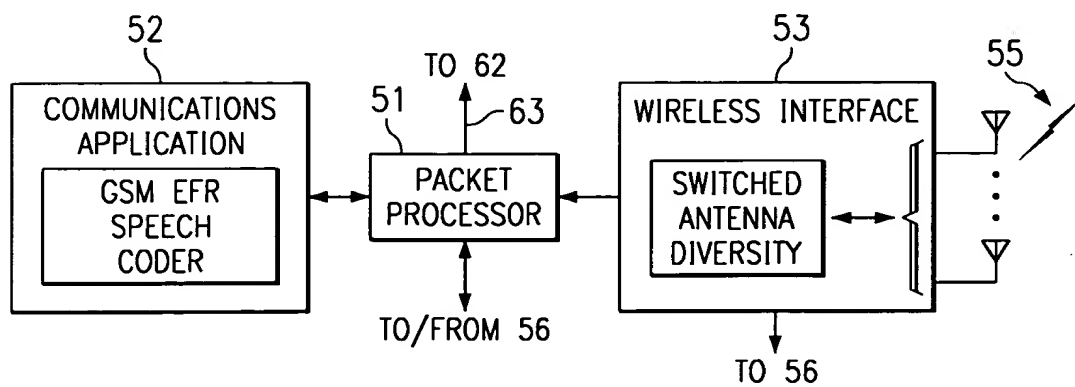 52
COMMUNICATIONS
APPLICATION
GSM EFR
SPEECH
CODER
TO 62
51
63
PACKET
PROCESSOR
TO/FROM 56
53
WIRELESS INTERFACE
SWITCHED
ANTENNA
DIVERSITY
TO 56
55